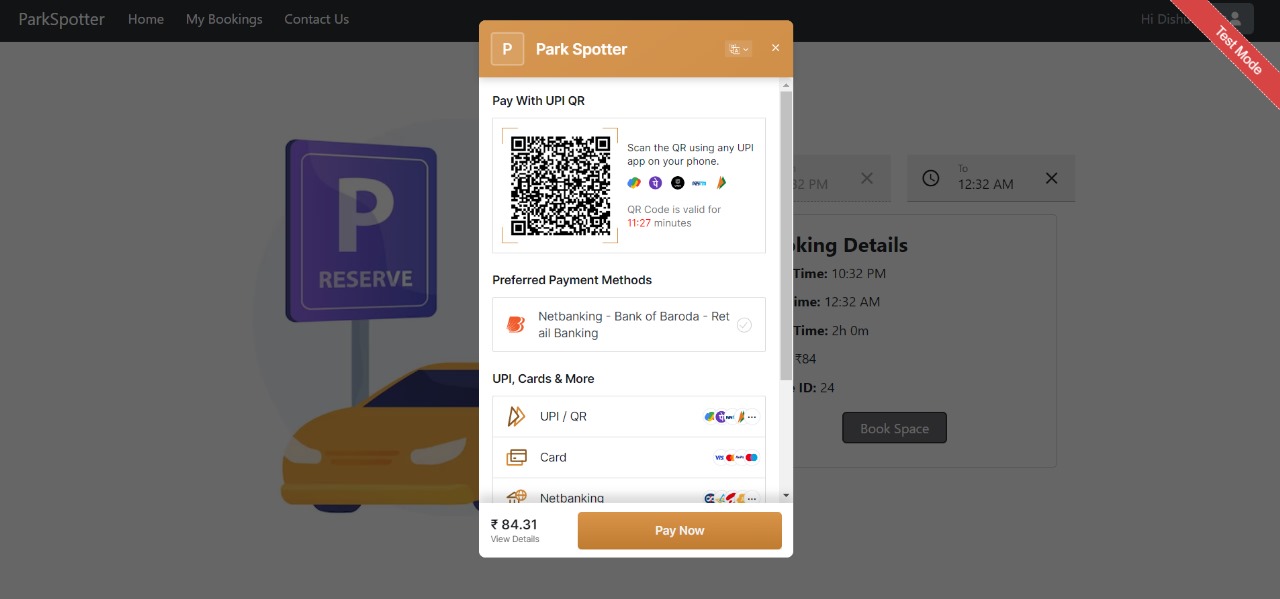 ParkSpotter Home My Bookings Contact Us
Hi
Test Mode
P
Park Spotter
Pay With UPI QR
Scan the QR using any UPI
app on your phone.
QR Code is valid for
11:27 minutes
Preferred Payment Methods
Netbanking - Bank of Baroda - Ret
ail Banking
UPI, Cards & More
UPI / QR
Card
VISA
Netbanking
₹ 84.31
View Details
Pay Now
P
RESERVE
32 PM
To
12:32 AM
king Details
Time: 10:32 PM
ime: 12:32 AM
Time: 2h 0m
₹84
ID: 24
Book Space